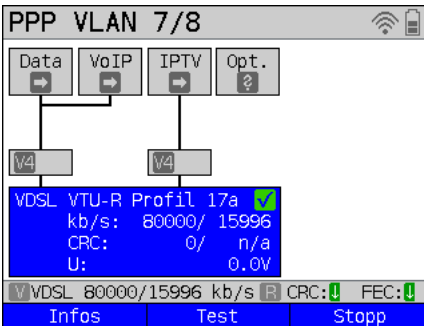 PPP VLAN 7/8
Data VoIP IPTV Opt.
?
V4 V4
VDSL VTU-R Profil 17a
kb/s: 80000/ 15996
CRC: 0/ n/a
U: 0.0V
V VDSL 80000/15996 kb/s R CRC: FEC:
Infos Test Stopp